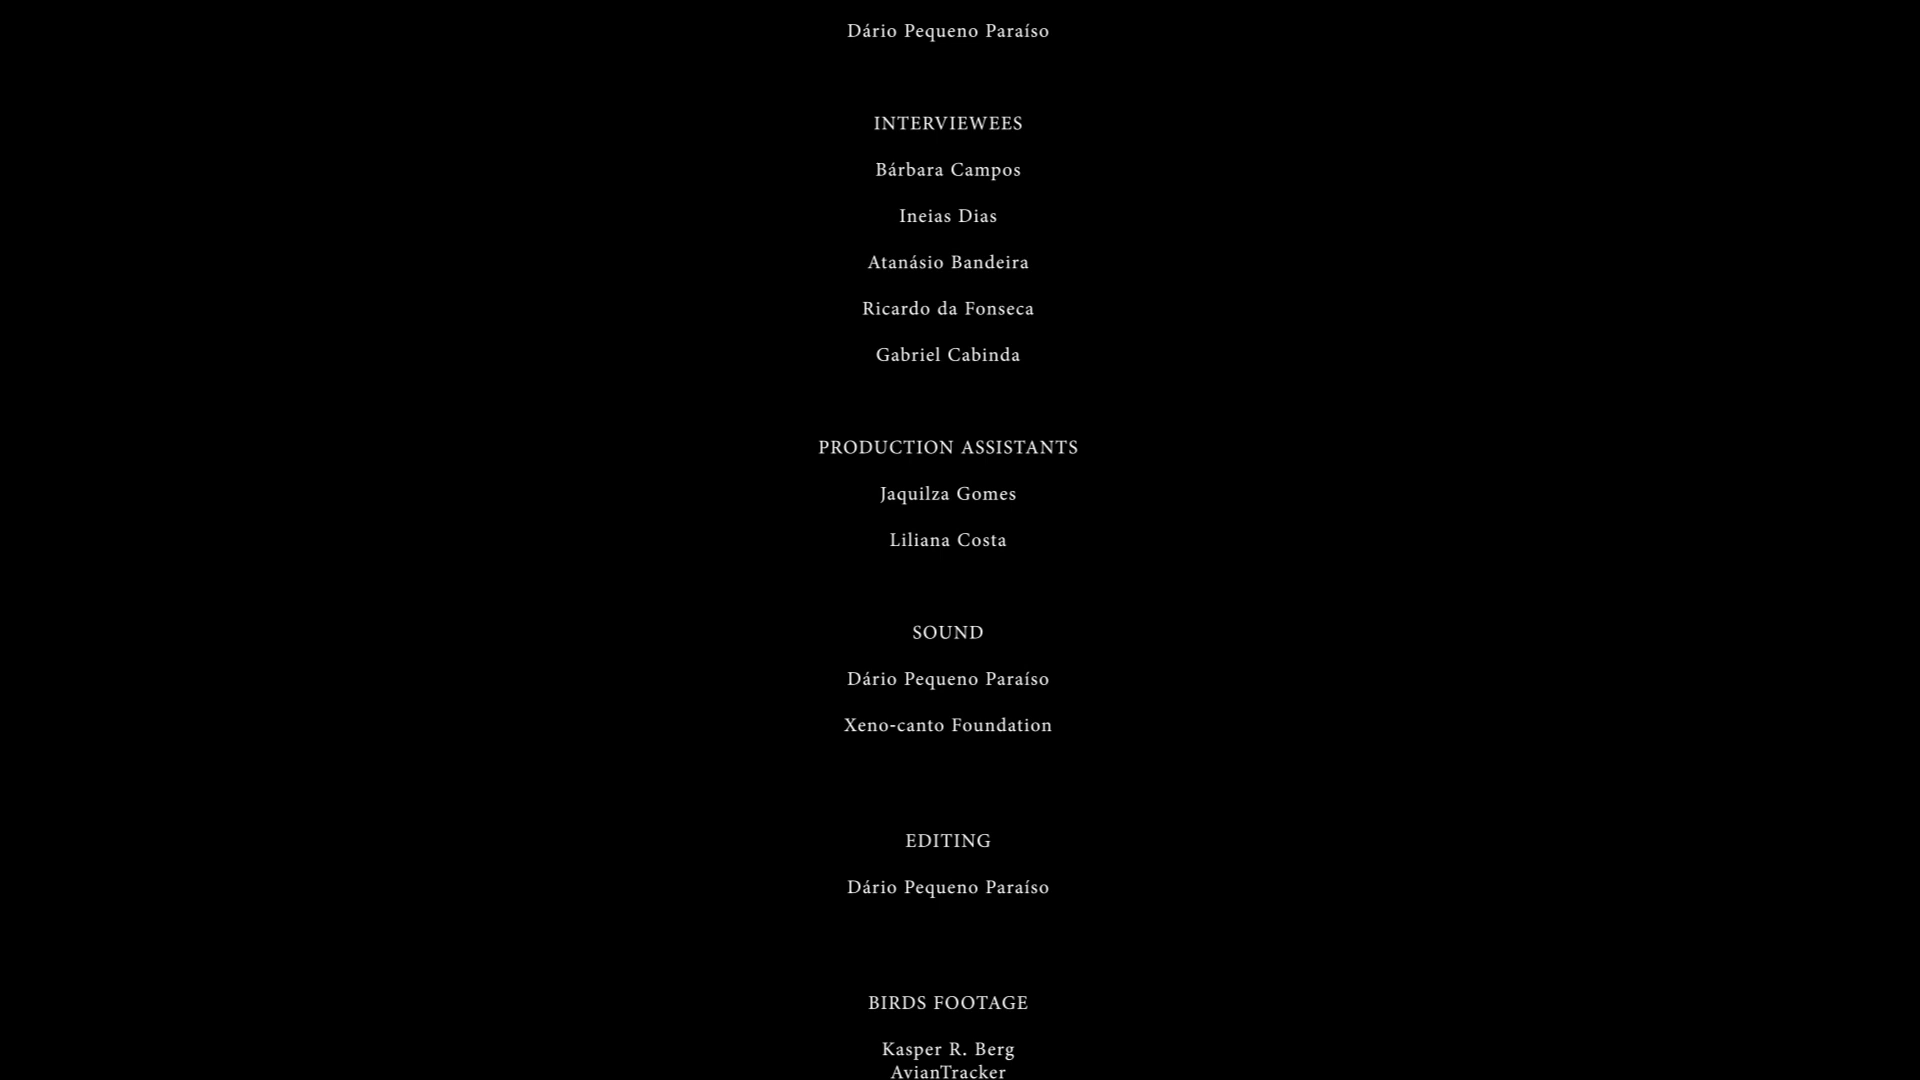 Dário Pequeno Paraíso
INTERVIEWEES
Bárbara Campos
Ineias Dias
Atanásio Bandeira
Ricardo da Fonseca
Gabriel Cabinda
PRODUCTION ASSISTANTS
Jaquilza Gomes
Liliana Costa
SOUND
Dário Pequeno Paraíso
Xeno-canto Foundation
EDITING
Dário Pequeno Paraíso
BIRDS FOOTAGE
Kasper R. Berg
AvianTracker